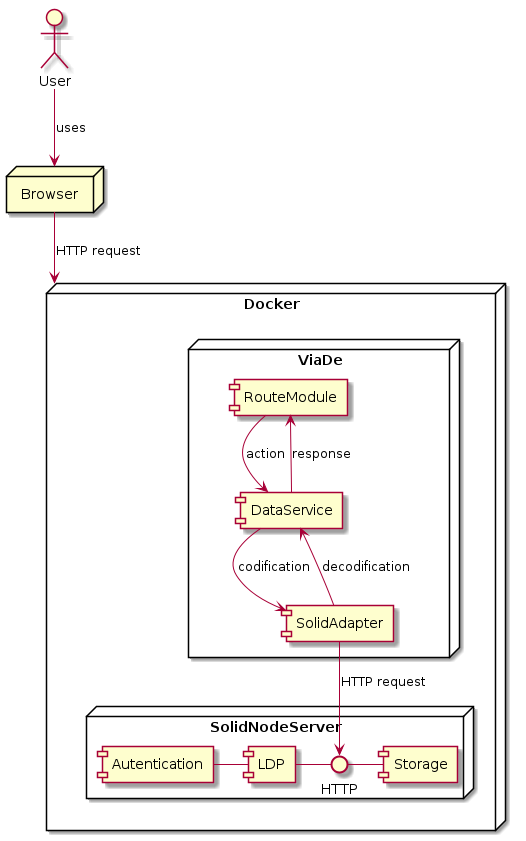 User
uses
Browser
HTTP request
Docker
ViaDe
RouteModule
action
response
DataService
codification
decodification
SolidAdapter
HTTP request
SolidNodeServer
Autentication
LDP
HTTP
Storage